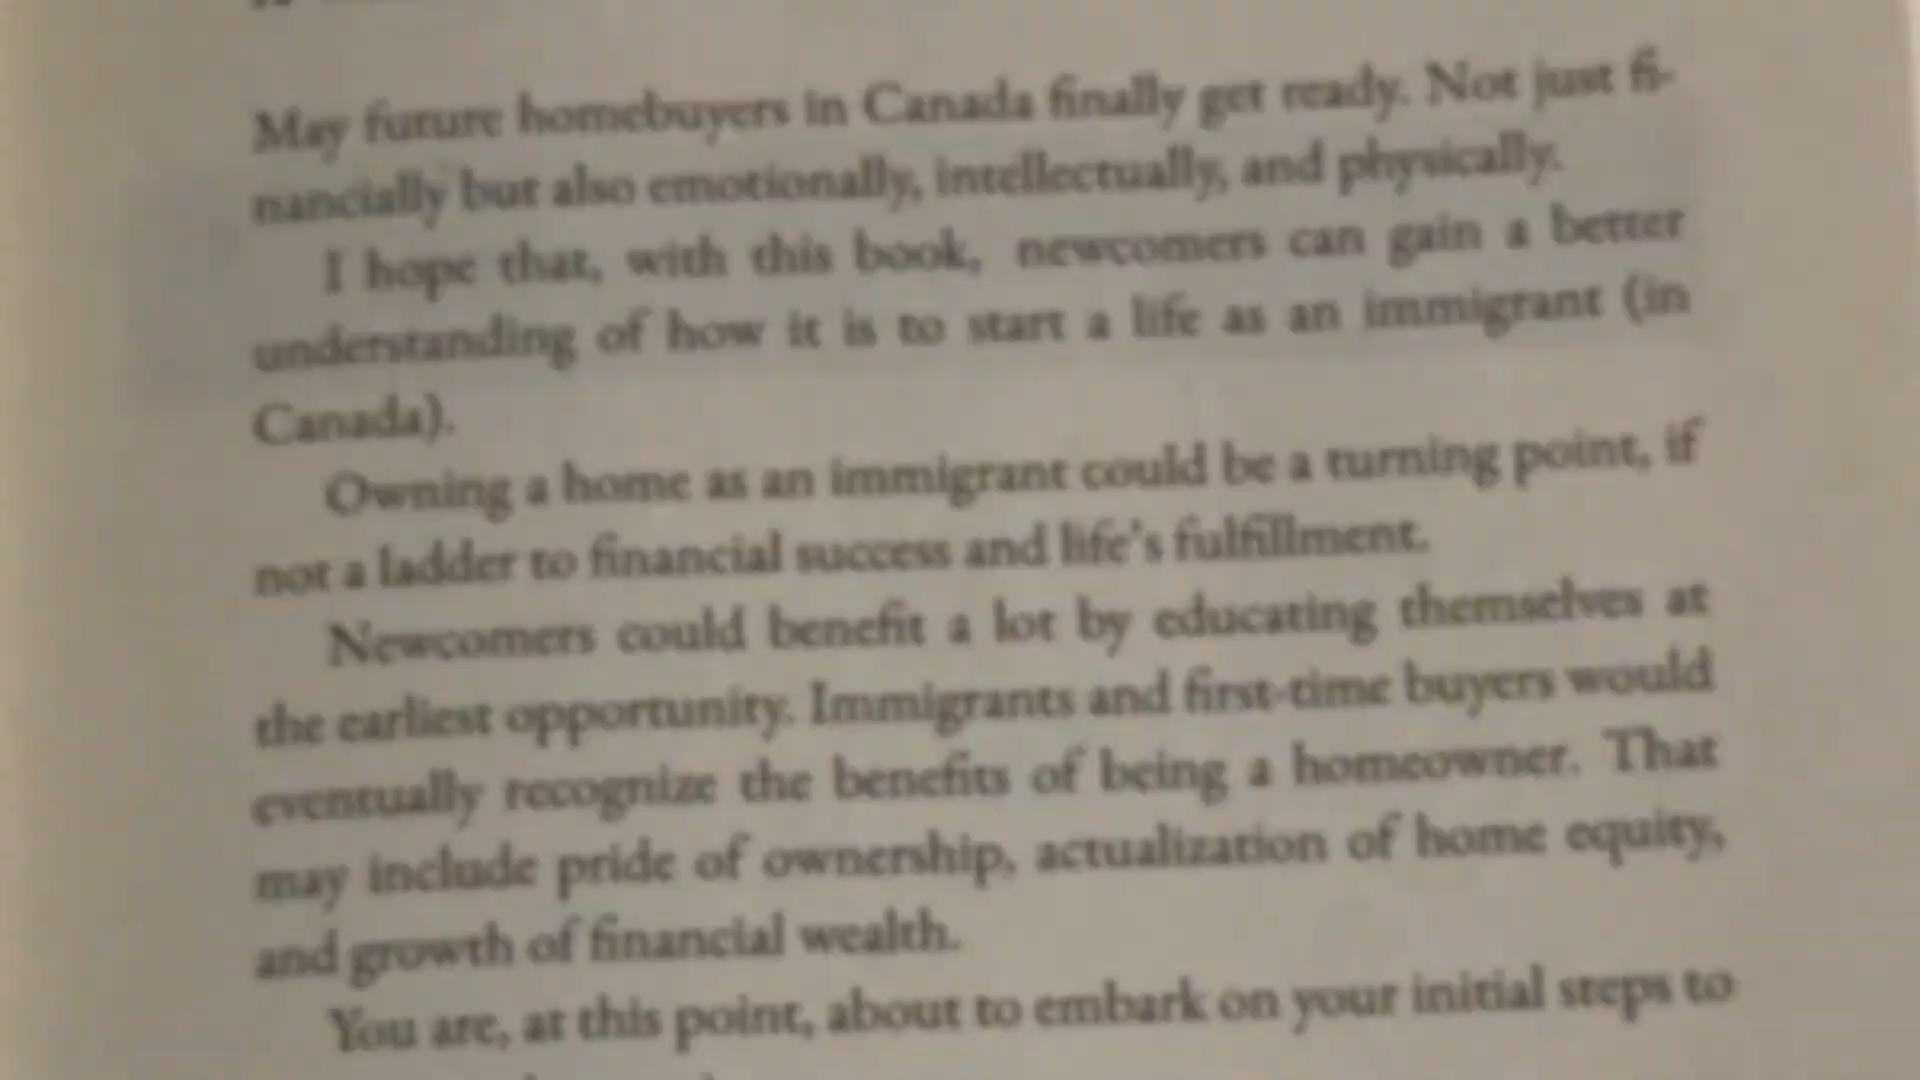 May future homebuyers in Canada finally get ready. Not just fi-
nancially but also emotionally, intellectually, and physically.
I hope that, with this book, newcomers can gain a better
understanding of how it is to start a life as an immigrant (in
Canada).
Owning a home as an immigrant could be a turning point, if
not a ladder to financial success and life's fulfillment.
Newcomers could benefit a lot by educating themselves at
the earliest opportunity. Immigrants and first-time buyers would
eventually recognize the benefits of being a homeowner. That
may include pride of ownership, actualization of home equity,
and growth of financial wealth.
You are, at this point, about to embark on your initial steps to